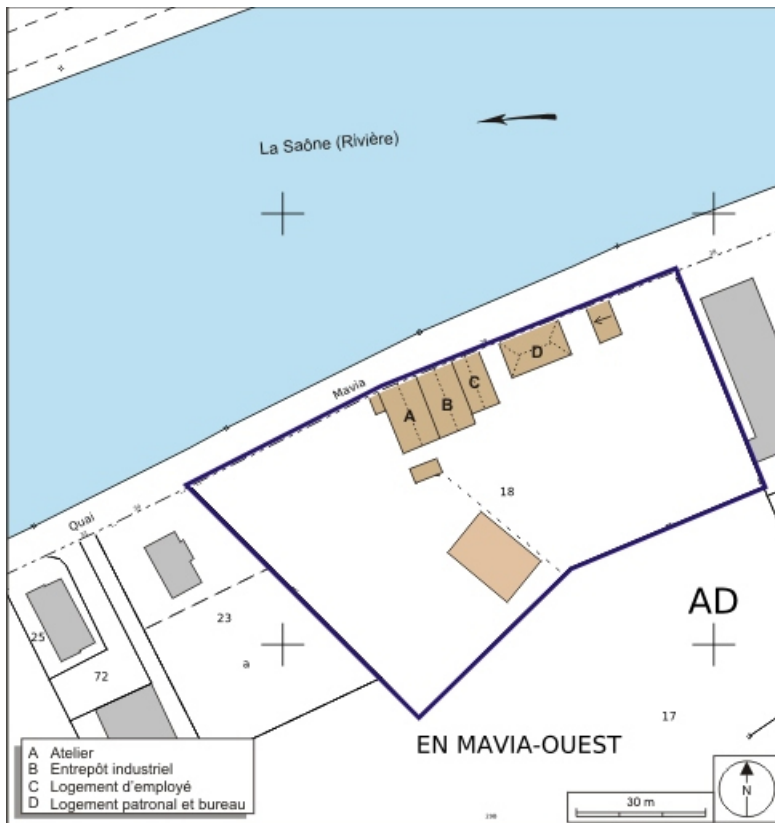 La Saône (Rivière)
Mavia
D
C
B
A
18
Quai
AD
23
25
a
72
17
EN MAVIA-OUEST
A Atelier
B Entrepôt industriel
C Logement d'employé
D Logement patronal et bureau
30 m
N